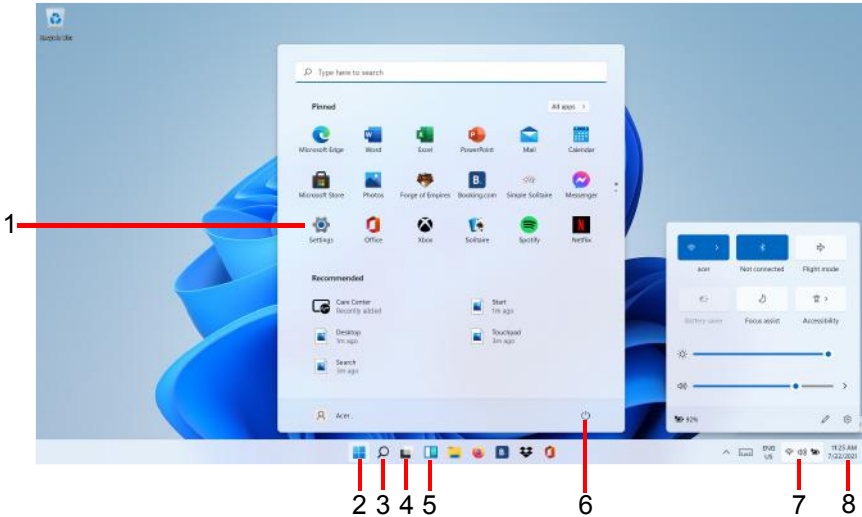 Recycle Bin
Type here to search
Pinned
All apps >
Microsoft Edge
Word
Excel
PowerPoint
Mail
Calendar
Microsoft Store
Photos
Forge of Empires
Booking.com
Simple Solitaire
Messenger
1
Settings
Office
Xbox
Solitaire
Spotify
Netflix
acer
Not connected
Flight mode
Battery saver
Focus assist
Accessibility
Recommended
Care Center
Recently added
Start
1m ago
Desktop
1m ago
Touchpad
3m ago
Search
3m ago
Acer .
92%
ENG
US
11:25 AM
7/22/2021
2 3 4 5 6 7 8